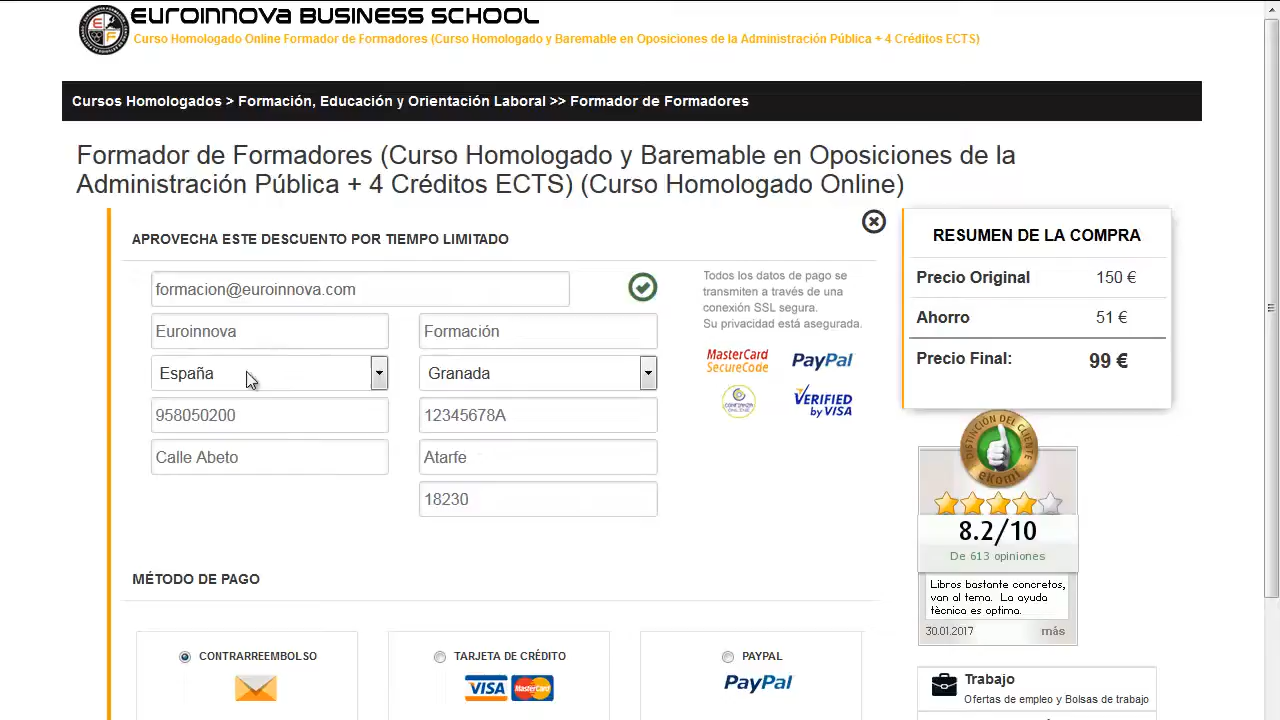 EUROINNOVA BUSINESS SCHOOL
Curso Homologado Online Formador de Formadores (Curso Homologado y Baremable en Oposiciones de la Administración Pública + 4 Créditos ECTS)
Cursos Homologados > Formación, Educación y Orientación Laboral >> Formador de Formadores
Formador de Formadores (Curso Homologado y Baremable en Oposiciones de la
Administración Pública + 4 Créditos ECTS) (Curso Homologado Online)
APROVECHA ESTE DESCUENTO POR TIEMPO LIMITADO
formacion@euroinnova.com
Euroinnova
Formación
España
Granada
958050200
12345678A
Calle Abeto
Atarfe
18230
Todos los datos de pago se
transmiten a través de una
conexión SSL segura.
Su privacidad está asegurada.
MasterCard
SecureCode
PayPal
CONFIANZA
ONLINE
VERIFIED
by VISA
RESUMEN DE LA COMPRA
Precio Original 150 €
Ahorro 51 €
Precio Final: 99 €
DISTINCIÓN DEL CLIENTE
eKomi
8.2/10
De 613 opiniones
Libros bastante concretos,
van al tema. La ayuda
tècnica es optima.
30.01.2017 más
Trabajo
Ofertas de empleo y Bolsas de trabajo
MÉTODO DE PAGO
CONTRARREEMBOLSO
TARJETA DE CRÉDITO
VISA MasterCard
PAYPAL
PayPal